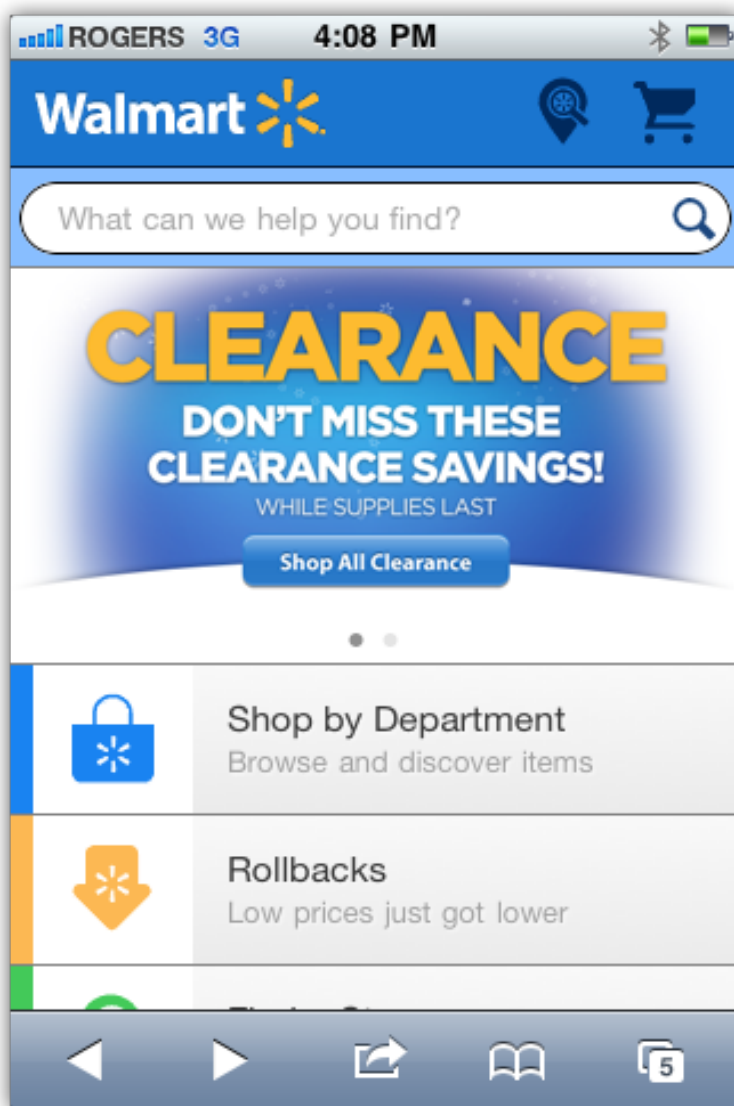 ROGERS 3G 4:08 PM
Walmart
What can we help you find?
CLEARANCE
DON'T MISS THESE
CLEARANCE SAVINGS!
WHILE SUPPLIES LAST
Shop All Clearance
Shop by Department
Browse and discover items
Rollbacks
Low prices just got lower
5